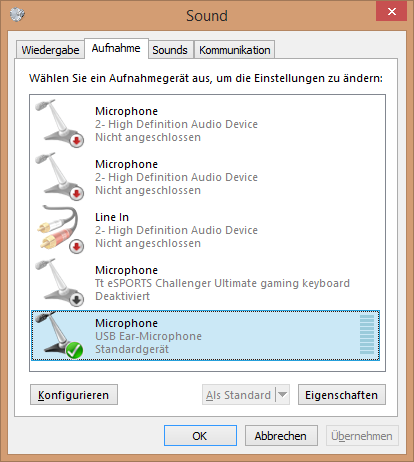 Sound
Wiedergabe Aufnahme Sounds Kommunikation
Wählen Sie ein Aufnahmegerät aus, um die Einstellungen zu ändern:
Microphone
2- High Definition Audio Device
Nicht angeschlossen
Microphone
2- High Definition Audio Device
Nicht angeschlossen
Line In
2- High Definition Audio Device
Nicht angeschlossen
Microphone
Tt eSPORTS Challenger Ultimate gaming keyboard
Deaktiviert
Microphone
USB Ear-Microphone
Standardgerät
Konfigurieren Als Standard Eigenschaften
OK Abbrechen Übernehmen